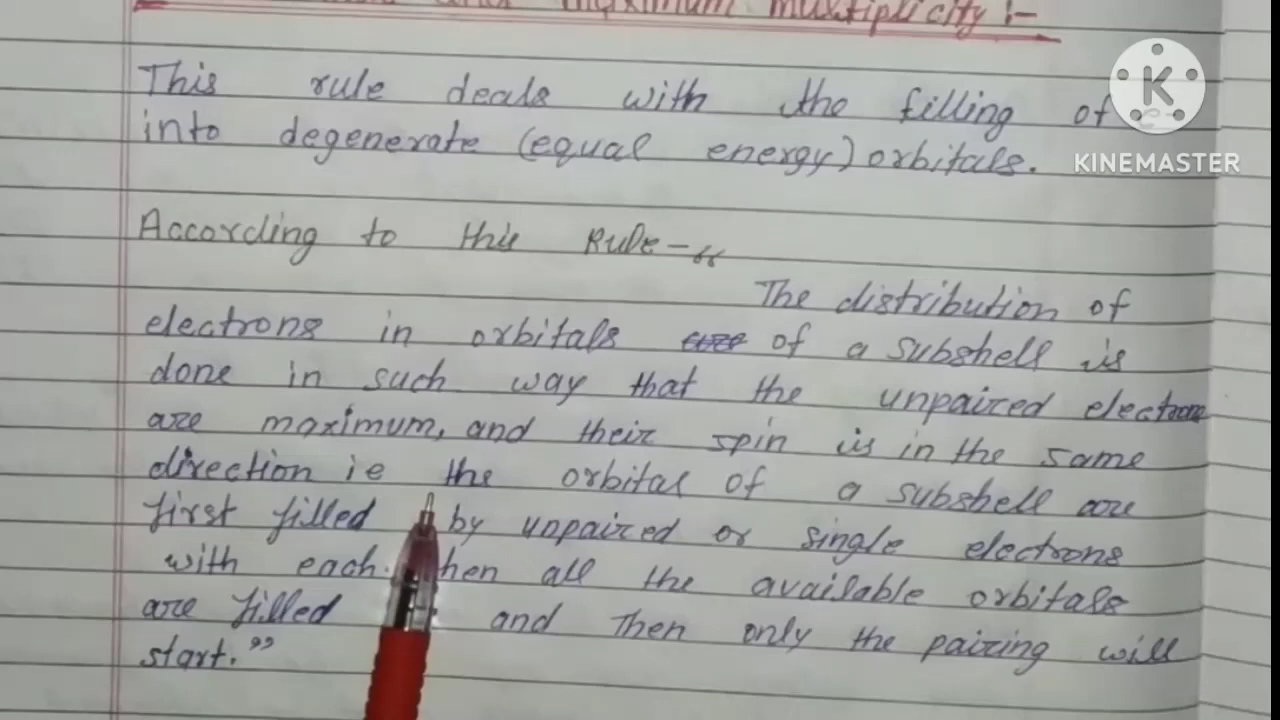 maximum multiplicity :-
This rule deals with the filling of e-
into degenerate (equal energy) orbitals.
According to this Rule - "
The distribution of
electrons in orbitals of a subshell is
done in such way that the unpaired electrons
are maximum, and their spin is in the same
direction ie the orbital of a subshell are
first filled by unpaired or single electrons
with each. then all the available orbitals
are filled and then only the pairing will
start."
KINEMASTER